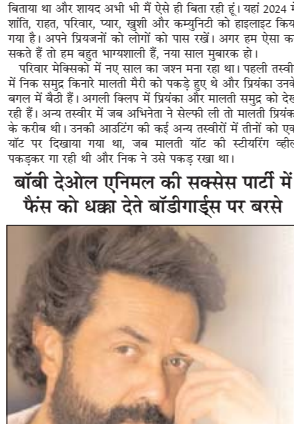 बिताया था और शायद अभी भी मैं ऐसे ही बिता रही हूं। यहां 2024 में
शांति, राहत, परिवार, प्यार, खुशी और कम्युनिटी को हाइलाइट किया
गया है। अपने प्रियजनों को लोगों को पास रखें। अगर हम ऐसा कर
सकते हैं तो हम बहुत भाग्यशाली हैं, नया साल मुबारक हो।
परिवार मेक्सिको में नए साल का जश्न मना रहा था। पहली तस्वीर
में निक समुद्र किनारे मालती मैरी को पकड़े हुए थे और प्रियंका उनके
बगल में बैठी हैं। अगली क्लिप में प्रियंका और मालती समुद्र को देख
रही हैं। अन्य तस्वीर में जब अभिनेता ने सेल्फी ली तो मालती प्रियंका
के करीब थी। उनकी आउटिंग की कई अन्य तस्वीरों में तीनों को एक
यॉट पर दिखाया गया था, जब मालती यॉट की स्टीयरिंग व्हील
पकड़कर गा रही थी और निक ने उसे पकड़ रखा था।
बॉबी देओल एनिमल की सक्सेस पार्टी में
फैंस को धक्का देते बॉडीगार्ड्स पर बरसे